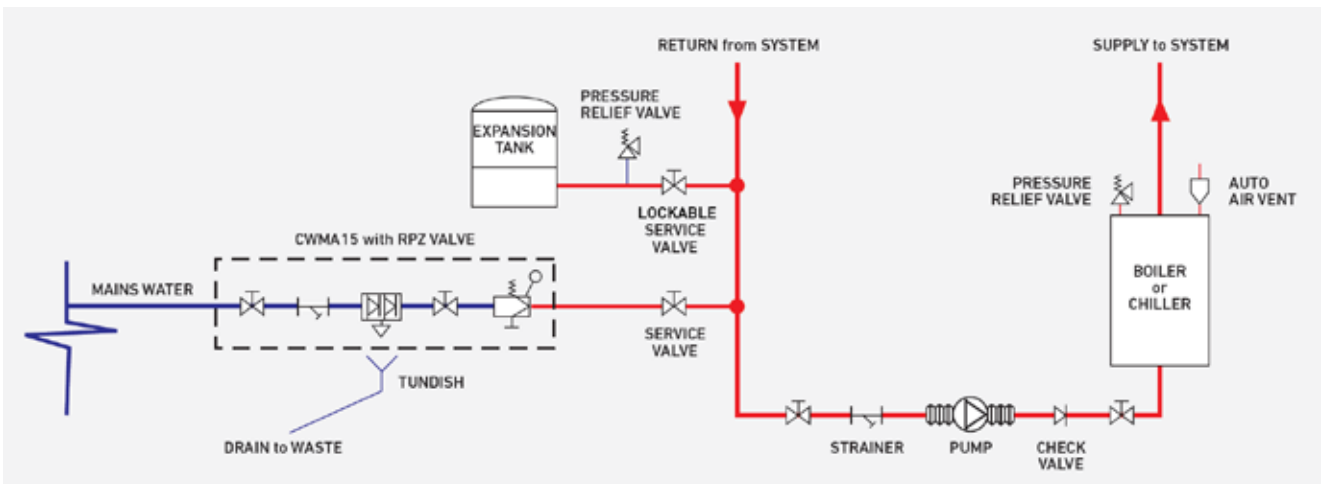 RETURN from SYSTEM
SUPPLY to SYSTEM
PRESSURE
RELIEF VALVE
EXPANSION
TANK
PRESSURE
RELIEF VALVE
AUTO
AIR VENT
LOCKABLE
SERVICE
VALVE
CWMA15 with RPZ VALVE
MAINS WATER
BOILER
or
CHILLER
SERVICE
VALVE
TUNDISH
DRAIN to WASTE
STRAINER
PUMP
CHECK
VALVE